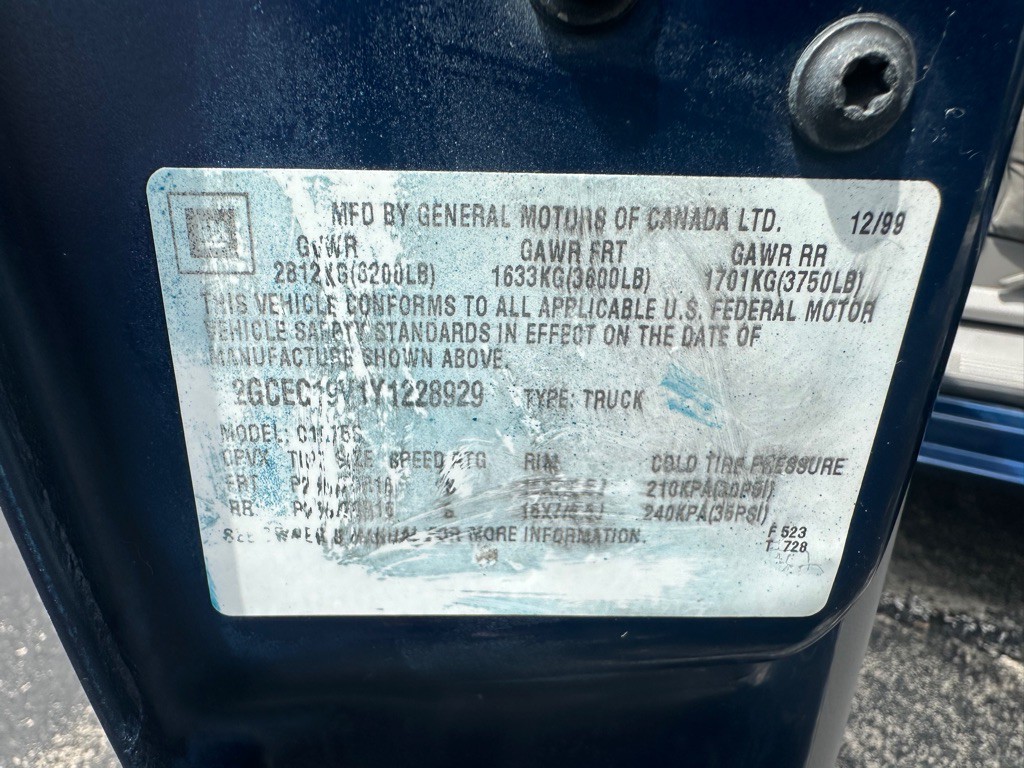 MFD BY GENERAL MOTORS OF CANADA LTD. 12/99
GVWR GAWR FRT GAWR RR
2812KG(6200LB) 1633KG(3600LB) 1701KG(3750LB)
THIS VEHICLE CONFORMS TO ALL APPLICABLE U.S. FEDERAL MOTOR
VEHICLE SAFETY STANDARDS IN EFFECT ON THE DATE OF
MANUFACTURE SHOWN ABOVE.
2GCEC19V1Y1228929 TYPE: TRUCK
MODEL:
TIRE SIZE SPEED RTG RIM COLD TIRE PRESSURE
FRT 210KPA(30PSI)
RR 240KPA(35PSI)
SEE OWNER'S MANUAL FOR MORE INFORMATION.
F 523
T 728